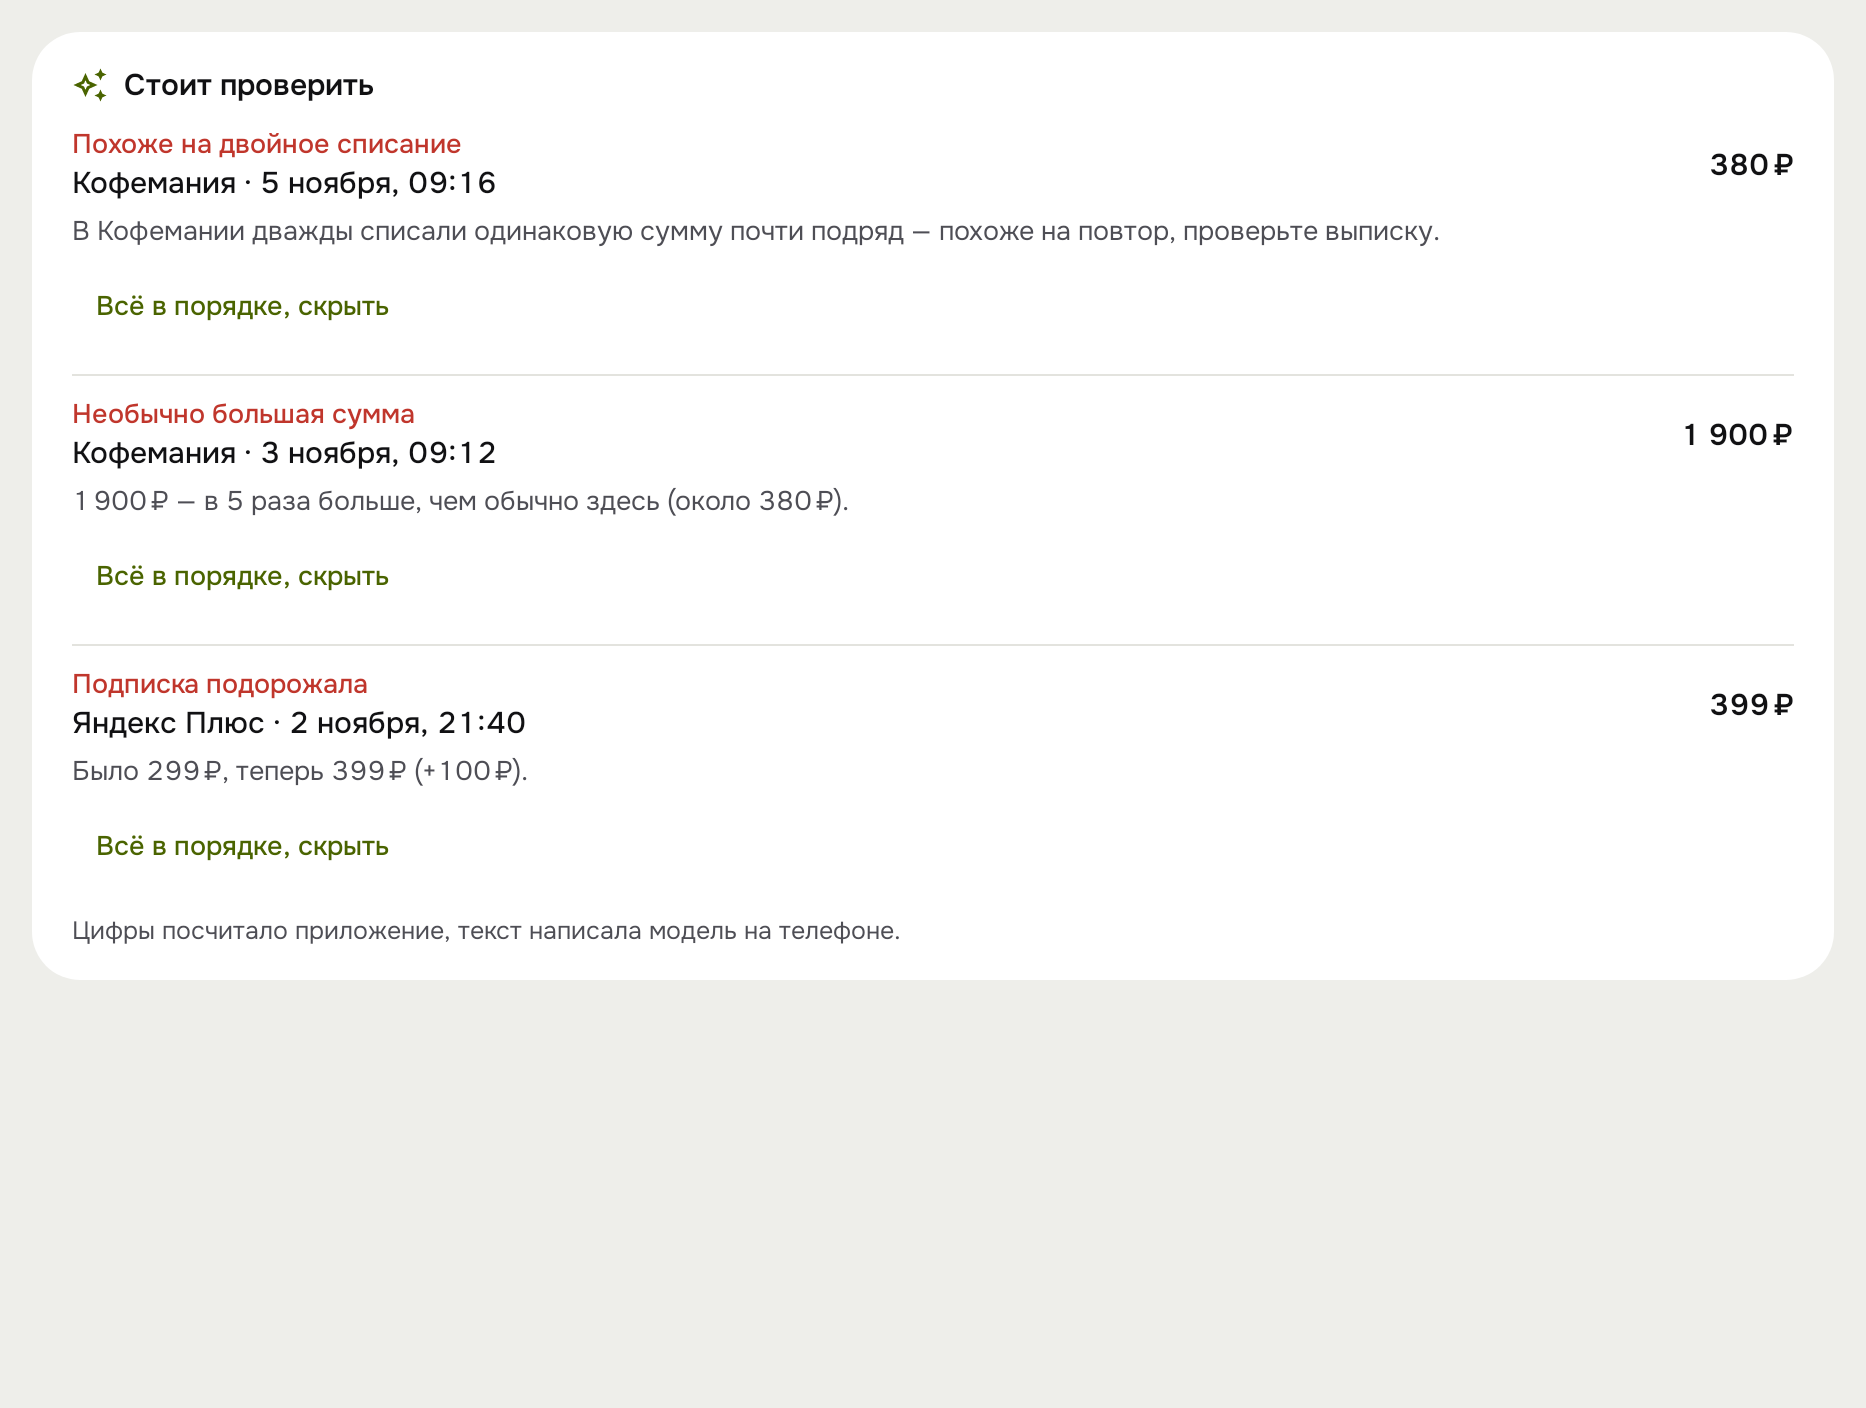 Стоит проверить
Похоже на двойное списание
380 ₽
Кофемания · 5 ноября, 09:16
В Кофемании дважды списали одинаковую сумму почти подряд — похоже на повтор, проверьте выписку.
Всё в порядке, скрыть
Необычно большая сумма
1 900 ₽
Кофемания · 3 ноября, 09:12
1 900 ₽ — в 5 раза больше, чем обычно здесь (около 380 ₽).
Всё в порядке, скрыть
Подписка подорожала
399 ₽
Яндекс Плюс · 2 ноября, 21:40
Было 299 ₽, теперь 399 ₽ (+100 ₽).
Всё в порядке, скрыть
Цифры посчитало приложение, текст написала модель на телефоне.